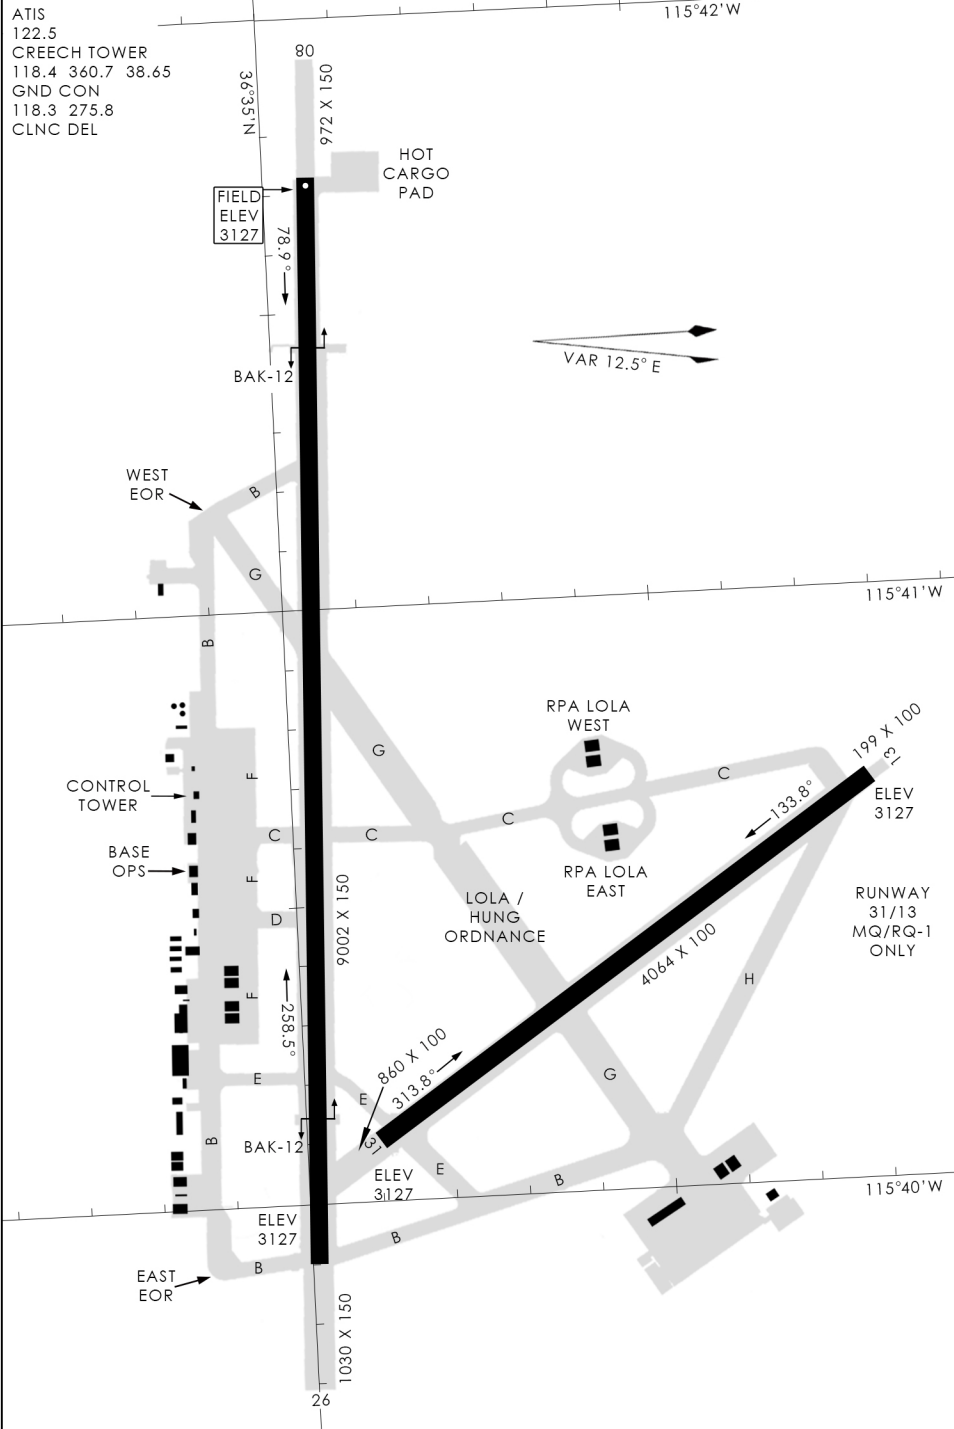 ATIS
122.5
CREECH TOWER
118.4 360.7 38.65
GND CON
118.3 275.8
CLNC DEL
115°42'W
36°35'N
08
972 X 150
HOT
CARGO
PAD
FIELD
ELEV
3127
78.9°
BAK-12
VAR 12.5° E
WEST
EOR
B
G
115°41'W
B
RPA LOLA
WEST
199 X 100
13
G
F
C
CONTROL
TOWER
133.8°
ELEV
3127
C
C
C
BASE
OPS
RPA LOLA
EAST
F
LOLA /
HUNG
ORDNANCE
D
9002 X 150
4064 X 100
RUNWAY
31/13
MQ/RQ-1
ONLY
F
258.5°
H
860 X 100
313.8°
E
E
G
B
BAK-12
31
E
ELEV
3127
B
115°40'W
ELEV
3127
B
B
EAST
EOR
1030 X 150
26